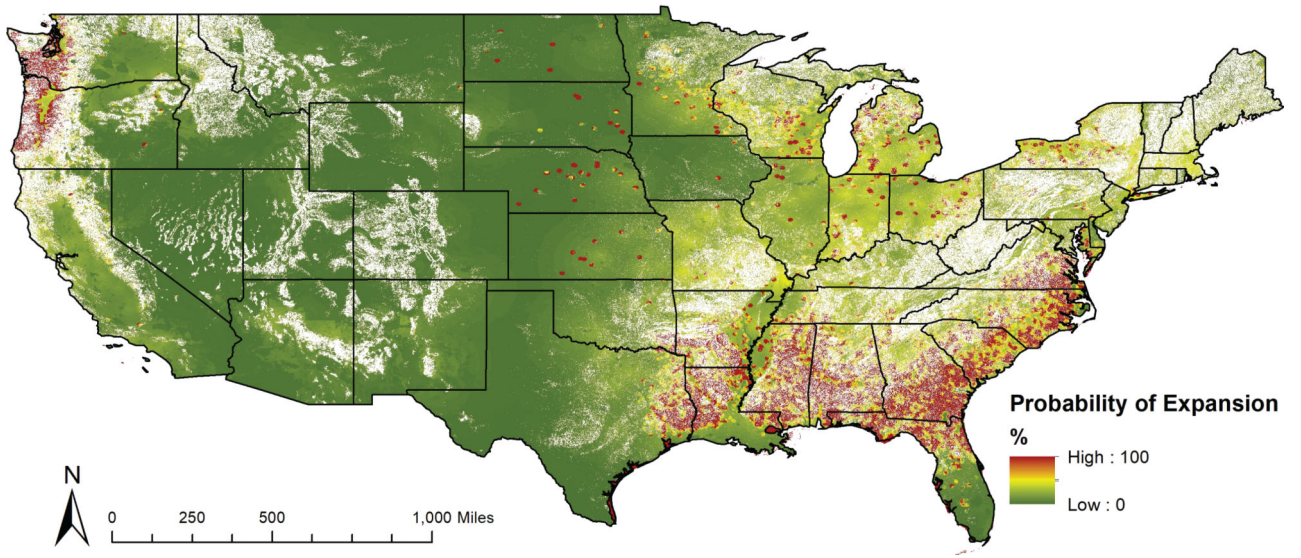 Probability of Expansion
%
High : 100
Low : 0
N
0 250 500 1,000 Miles